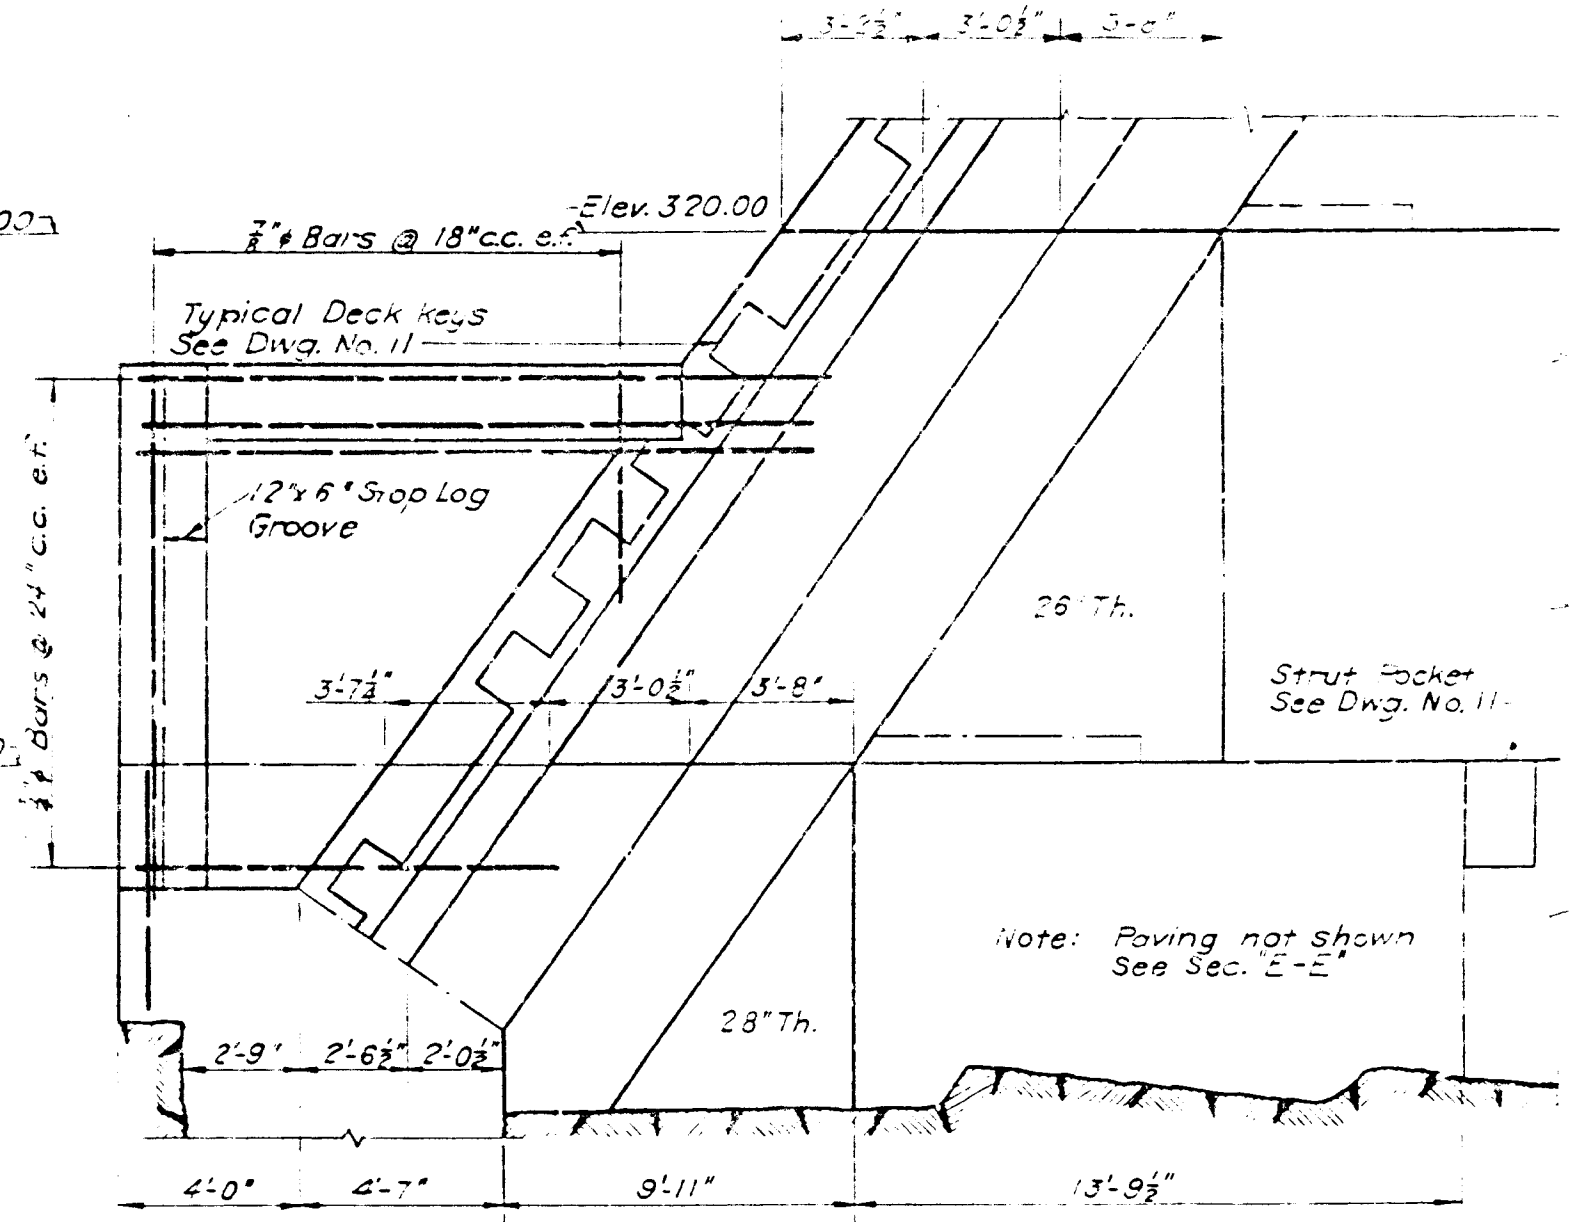 3'-2½" 3'-0½"
Elev. 320.00
⅞"ϕ Bars @ 18"c.c. e.f.
Typical Deck keys
See Dwg. No. 11
12"x 6" Stop Log
Groove
ϕ Bars @ 24"c.c. e.f.
26" Th.
3'-7¼" 3'-0½" 3'-8"
Strut Pocket
See Dwg. No. 11
Note: Paving not shown
See Sec. "E-E"
28" Th.
2'-9" 2'-6½" 2'-0½"
4'-0" 4'-7" 9'-11" 13'-9½"